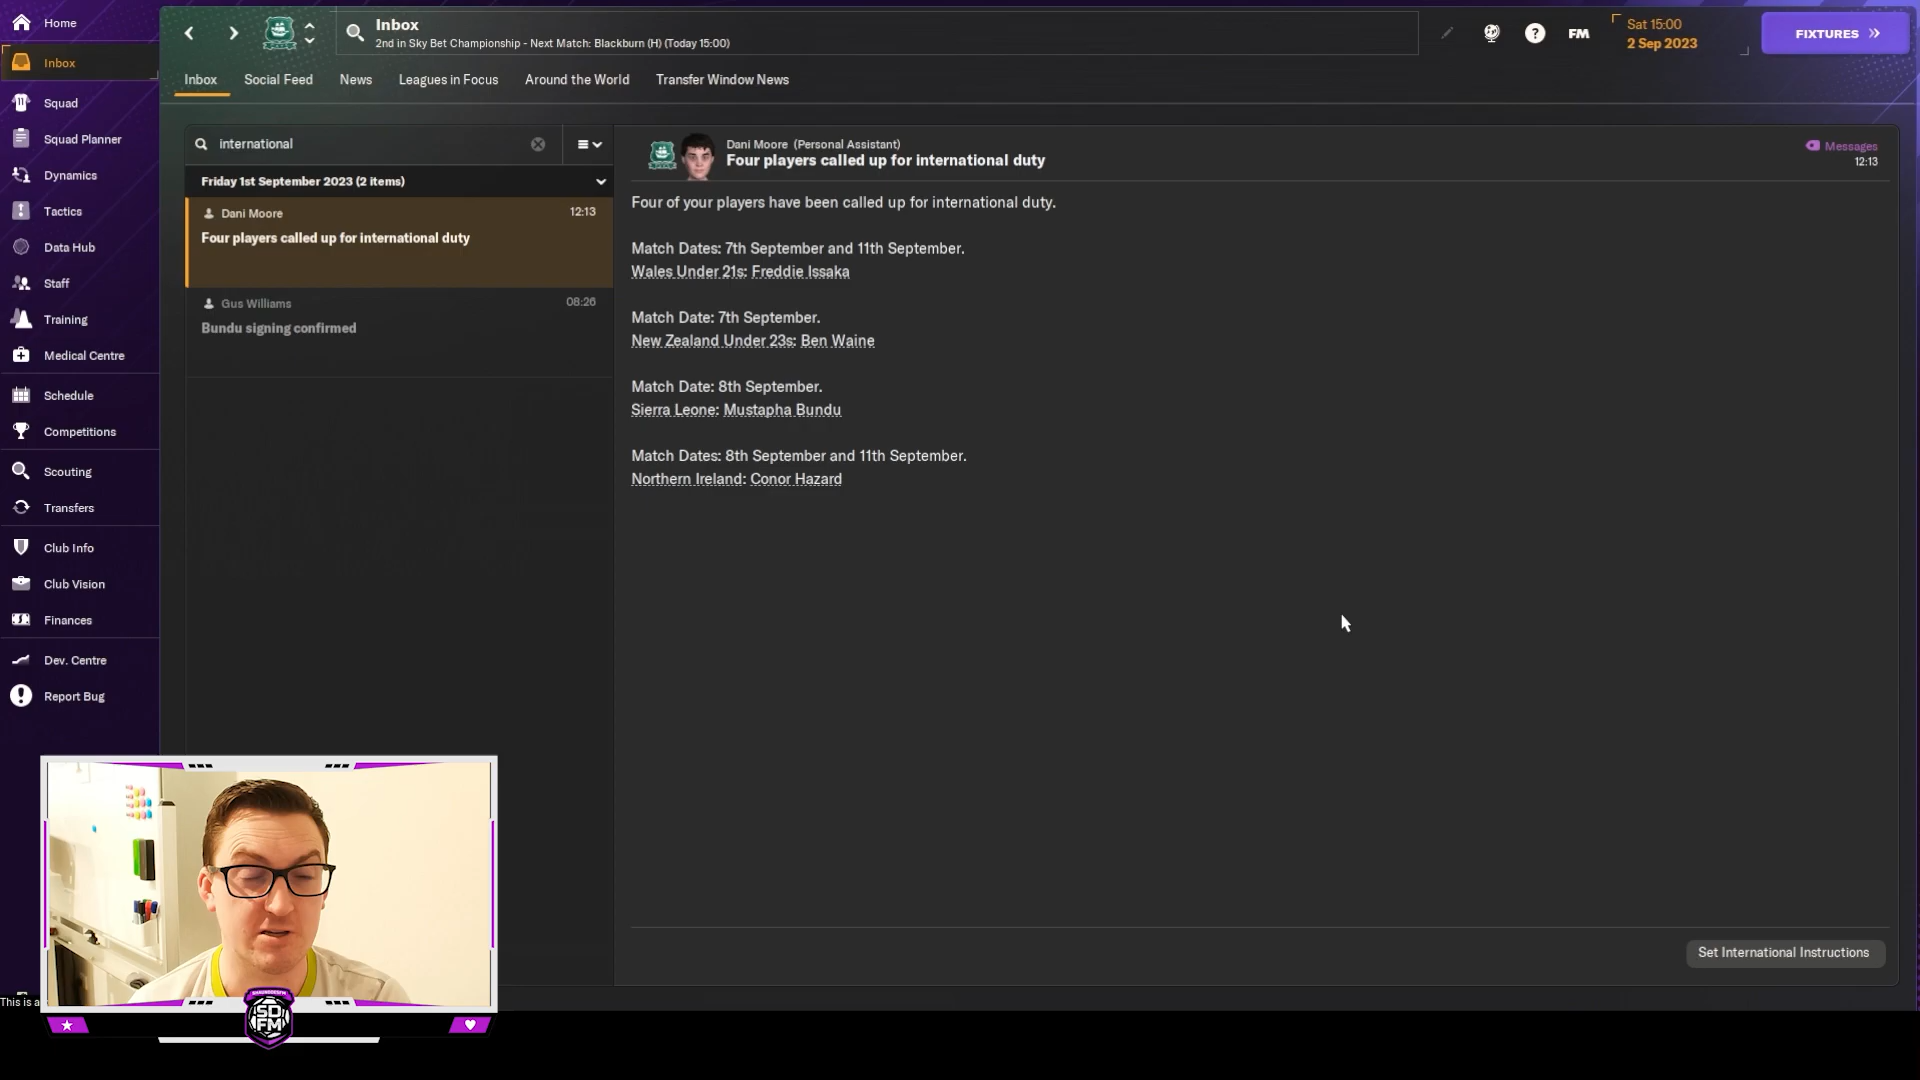 Home
Inbox
Squad
Squad Planner
Dynamics
Tactics
Data Hub
Staff
Training
Medical Centre
Schedule
Competitions
Scouting
Transfers
Club Info
Club Vision
Finances
Dev. Centre
Report Bug
Inbox
2nd in Sky Bet Championship - Next Match: Blackburn (H) (Today 15:00)
FM
Sat 15:00
2 Sep 2023
FIXTURES
Inbox Social Feed News Leagues in Focus Around the World Transfer Window News
international
Friday 1st September 2023 (2 items)
Dani Moore 12:13
Four players called up for international duty
Gus Williams 08:26
Bundu signing confirmed
Dani Moore (Personal Assistant)
Four players called up for international duty
Messages
12:13
Four of your players have been called up for international duty.
Match Dates: 7th September and 11th September.
Wales Under 21s: Freddie Issaka
Match Date: 7th September.
New Zealand Under 23s: Ben Waine
Match Date: 8th September.
Sierra Leone: Mustapha Bundu
Match Dates: 8th September and 11th September.
Northern Ireland: Conor Hazard
Set International Instructions
This is a
SD
FM